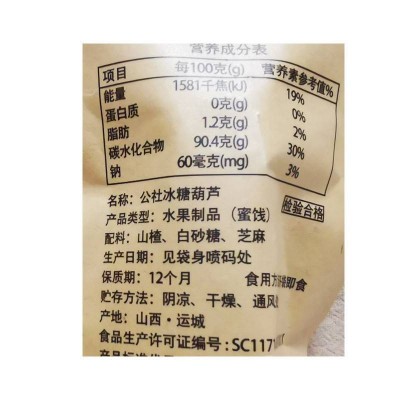 营养成分表
项目 每100克(g) 营养素参考值%
能量 1581千焦(kJ) 19%
蛋白质 0克(g) 0%
脂肪 1.2克(g) 2%
碳水化合物 90.4克(g) 30%
钠 60毫克(mg) 3%
名称：公社冰糖葫芦
产品类型：水果制品（蜜饯） 检验合格
配料：山楂、白砂糖、芝麻
生产日期：见袋身喷码处
保质期：12个月 食用方 即食
贮存方法：阴凉、干燥、通风
产地：山西·运城
食品生产许可证编号：SC117